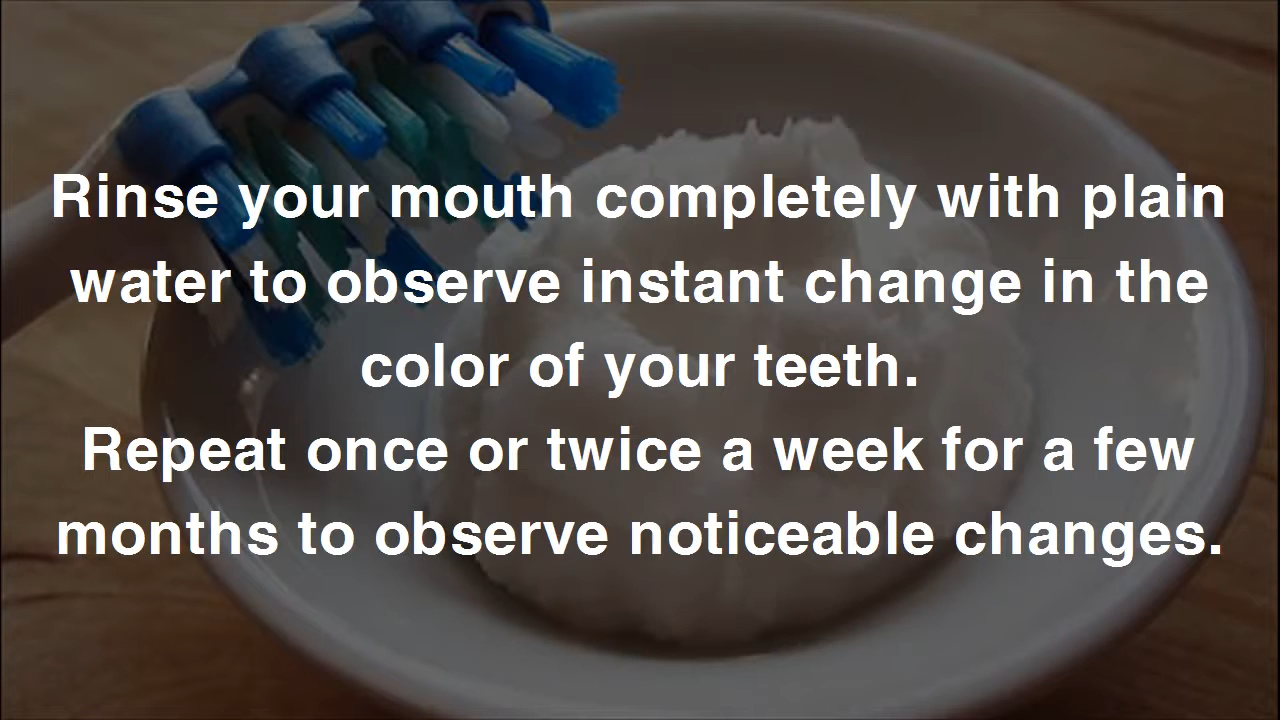 Rinse your mouth completely with plain
water to observe instant change in the
color of your teeth.
Repeat once or twice a week for a few
months to observe noticeable changes.